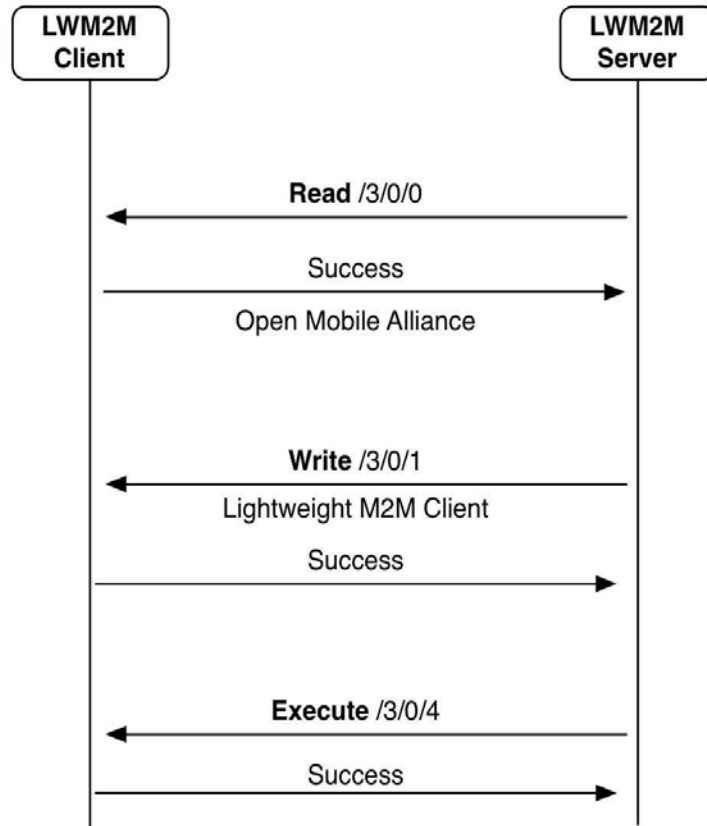 LWM2M
Client
LWM2M
Server
Read /3/0/0
Success
Open Mobile Alliance
Write /3/0/1
Lightweight M2M Client
Success
Execute /3/0/4
Success